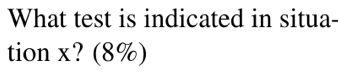 What test is indicated in situa-
tion x? (8%)